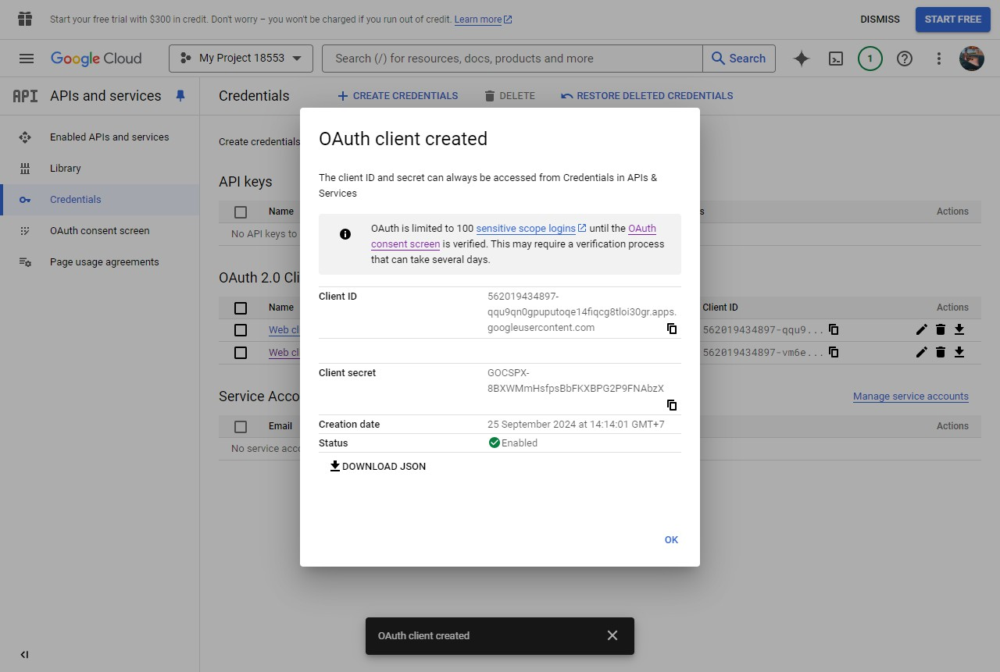 Start your free trial with $300 in credit. Don't worry – you won't be charged if you run out of credit. Learn more
DISMISS
START FREE
Google Cloud
My Project 18553
Search (/) for resources, docs, products and more
Search
1
API
APIs and services
Credentials
CREATE CREDENTIALS
DELETE
RESTORE DELETED CREDENTIALS
Enabled APIs and services
Library
Credentials
OAuth consent screen
Page usage agreements
Create credentials
API keys
Name
s
Actions
No API keys to
OAuth 2.0 Cli
Name
Client ID
Actions
Web cl
562019434897-qqu9...
Web cl
562019434897-vm6e...
Service Acco
Manage service accounts
Email
Actions
No service acco
OAuth client created
The client ID and secret can always be accessed from Credentials in APIs &
Services
OAuth is limited to 100 sensitive scope logins until the OAuth
consent screen is verified. This may require a verification process
that can take several days.
Client ID
562019434897-
qqu9qn0gpuputoqe14fiqcg8tloi30gr.apps.
googleusercontent.com
Client secret
GOCSPX-
8BXWMmHsfpsBbFKXBPG2P9FNAbzX
Creation date
25 September 2024 at 14:14:01 GMT+7
Status
Enabled
DOWNLOAD JSON
OK
OAuth client created